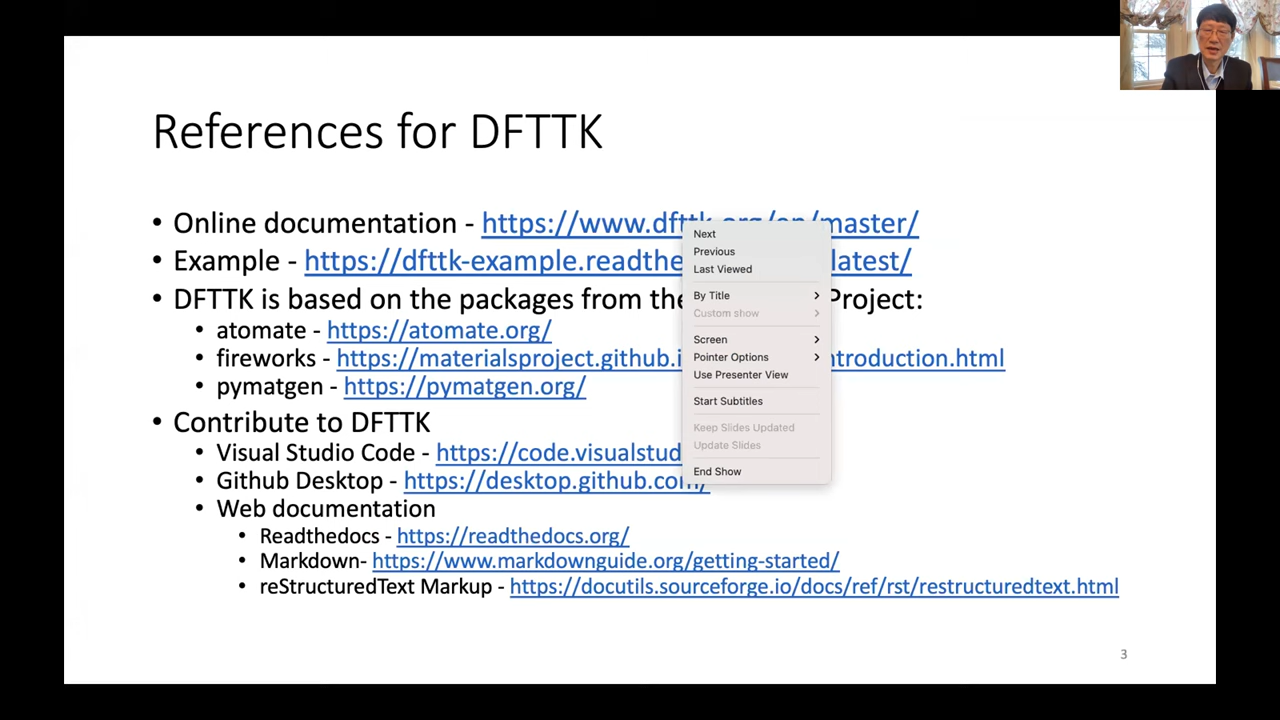 References for DFTTK
• Online documentation - https://www.dfttk.org/en/master/
• Example - https://dfttk-example.readthe latest/
• DFTTK is based on the packages from the Project:
• atomate - https://atomate.org/
• fireworks - https://materialsproject.github.i ntroduction.html
• pymatgen - https://pymatgen.org/
• Contribute to DFTTK
• Visual Studio Code - https://code.visualstud
• Github Desktop - https://desktop.github.com/
• Web documentation
• Readthedocs - https://readthedocs.org/
• Markdown- https://www.markdownguide.org/getting-started/
• reStructuredText Markup - https://docutils.sourceforge.io/docs/ref/rst/restructuredtext.html
3
Next
Previous
Last Viewed
By Title
Custom show
Screen
Pointer Options
Use Presenter View
Start Subtitles
Keep Slides Updated
Update Slides
End Show